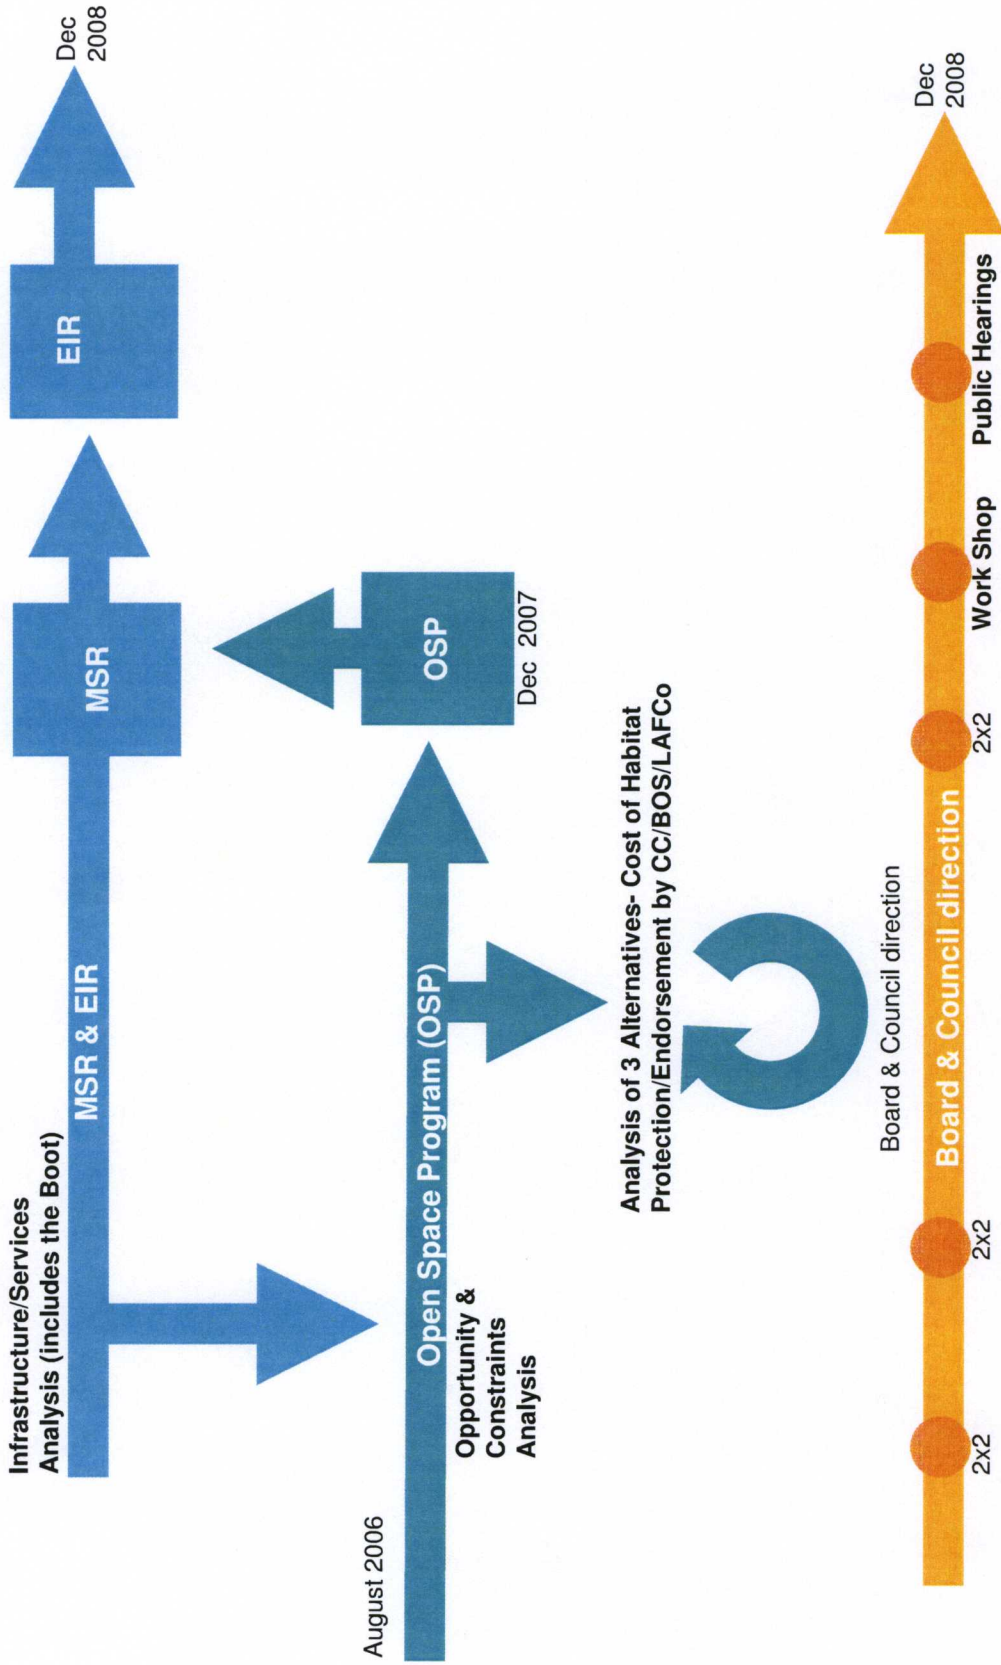 Infrastructure/Services
Analysis (includes the Boot)
MSR & EIR
MSR
EIR
Dec
2008
August 2006
Open Space Program (OSP)
OSP
Dec 2007
Opportunity &
Constraints
Analysis
Analysis of 3 Alternatives- Cost of Habitat
Protection/Endorsement by CC/BOS/LAFCo
Board & Council direction
Board & Council direction
Dec
2008
2x2
2x2
2x2
Work Shop
Public Hearings